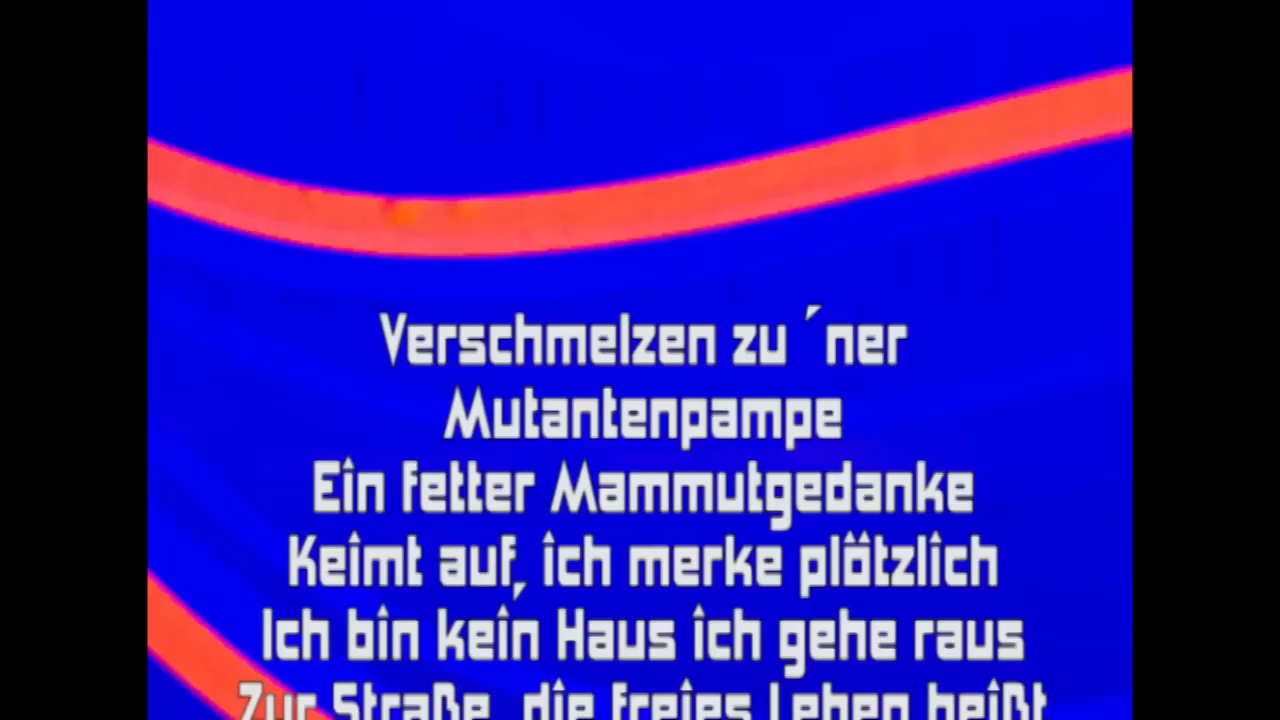 Verschmelzen zu ´ner
Mutantenpampe
Ein fetter Mammutgedanke
Keimt auf, ich merke plötzlich
Ich bin kein Haus ich gehe raus
Zur Straße, die freies Leben heißt